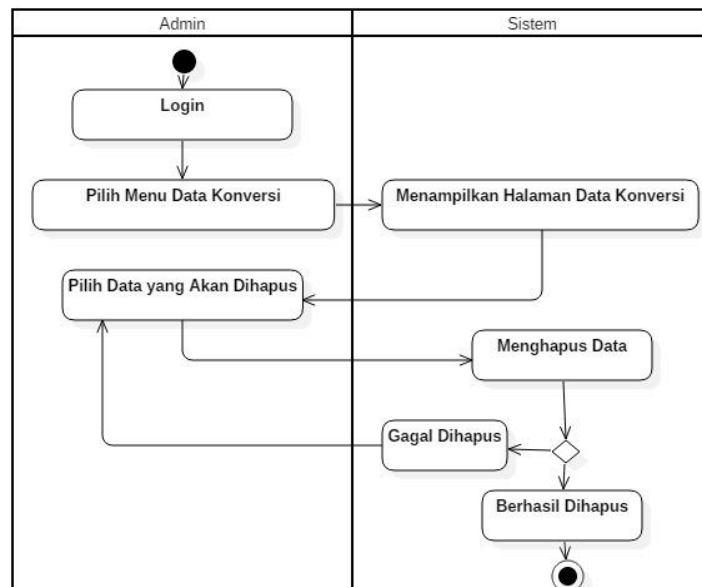 Admin
Sistem
Login
Pilih Menu Data Konversi
Menampilkan Halaman Data Konversi
Pilih Data yang Akan Dihapus
Menghapus Data
Gagal Dihapus
Berhasil Dihapus